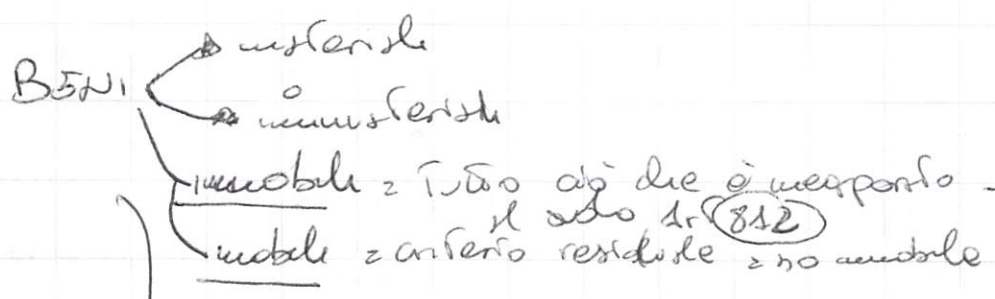 materiali
BENI
o
immateriali
immobili = Tutto ciò che è incorporato
al suolo Art 812
mobili = criterio residuale = no immobile